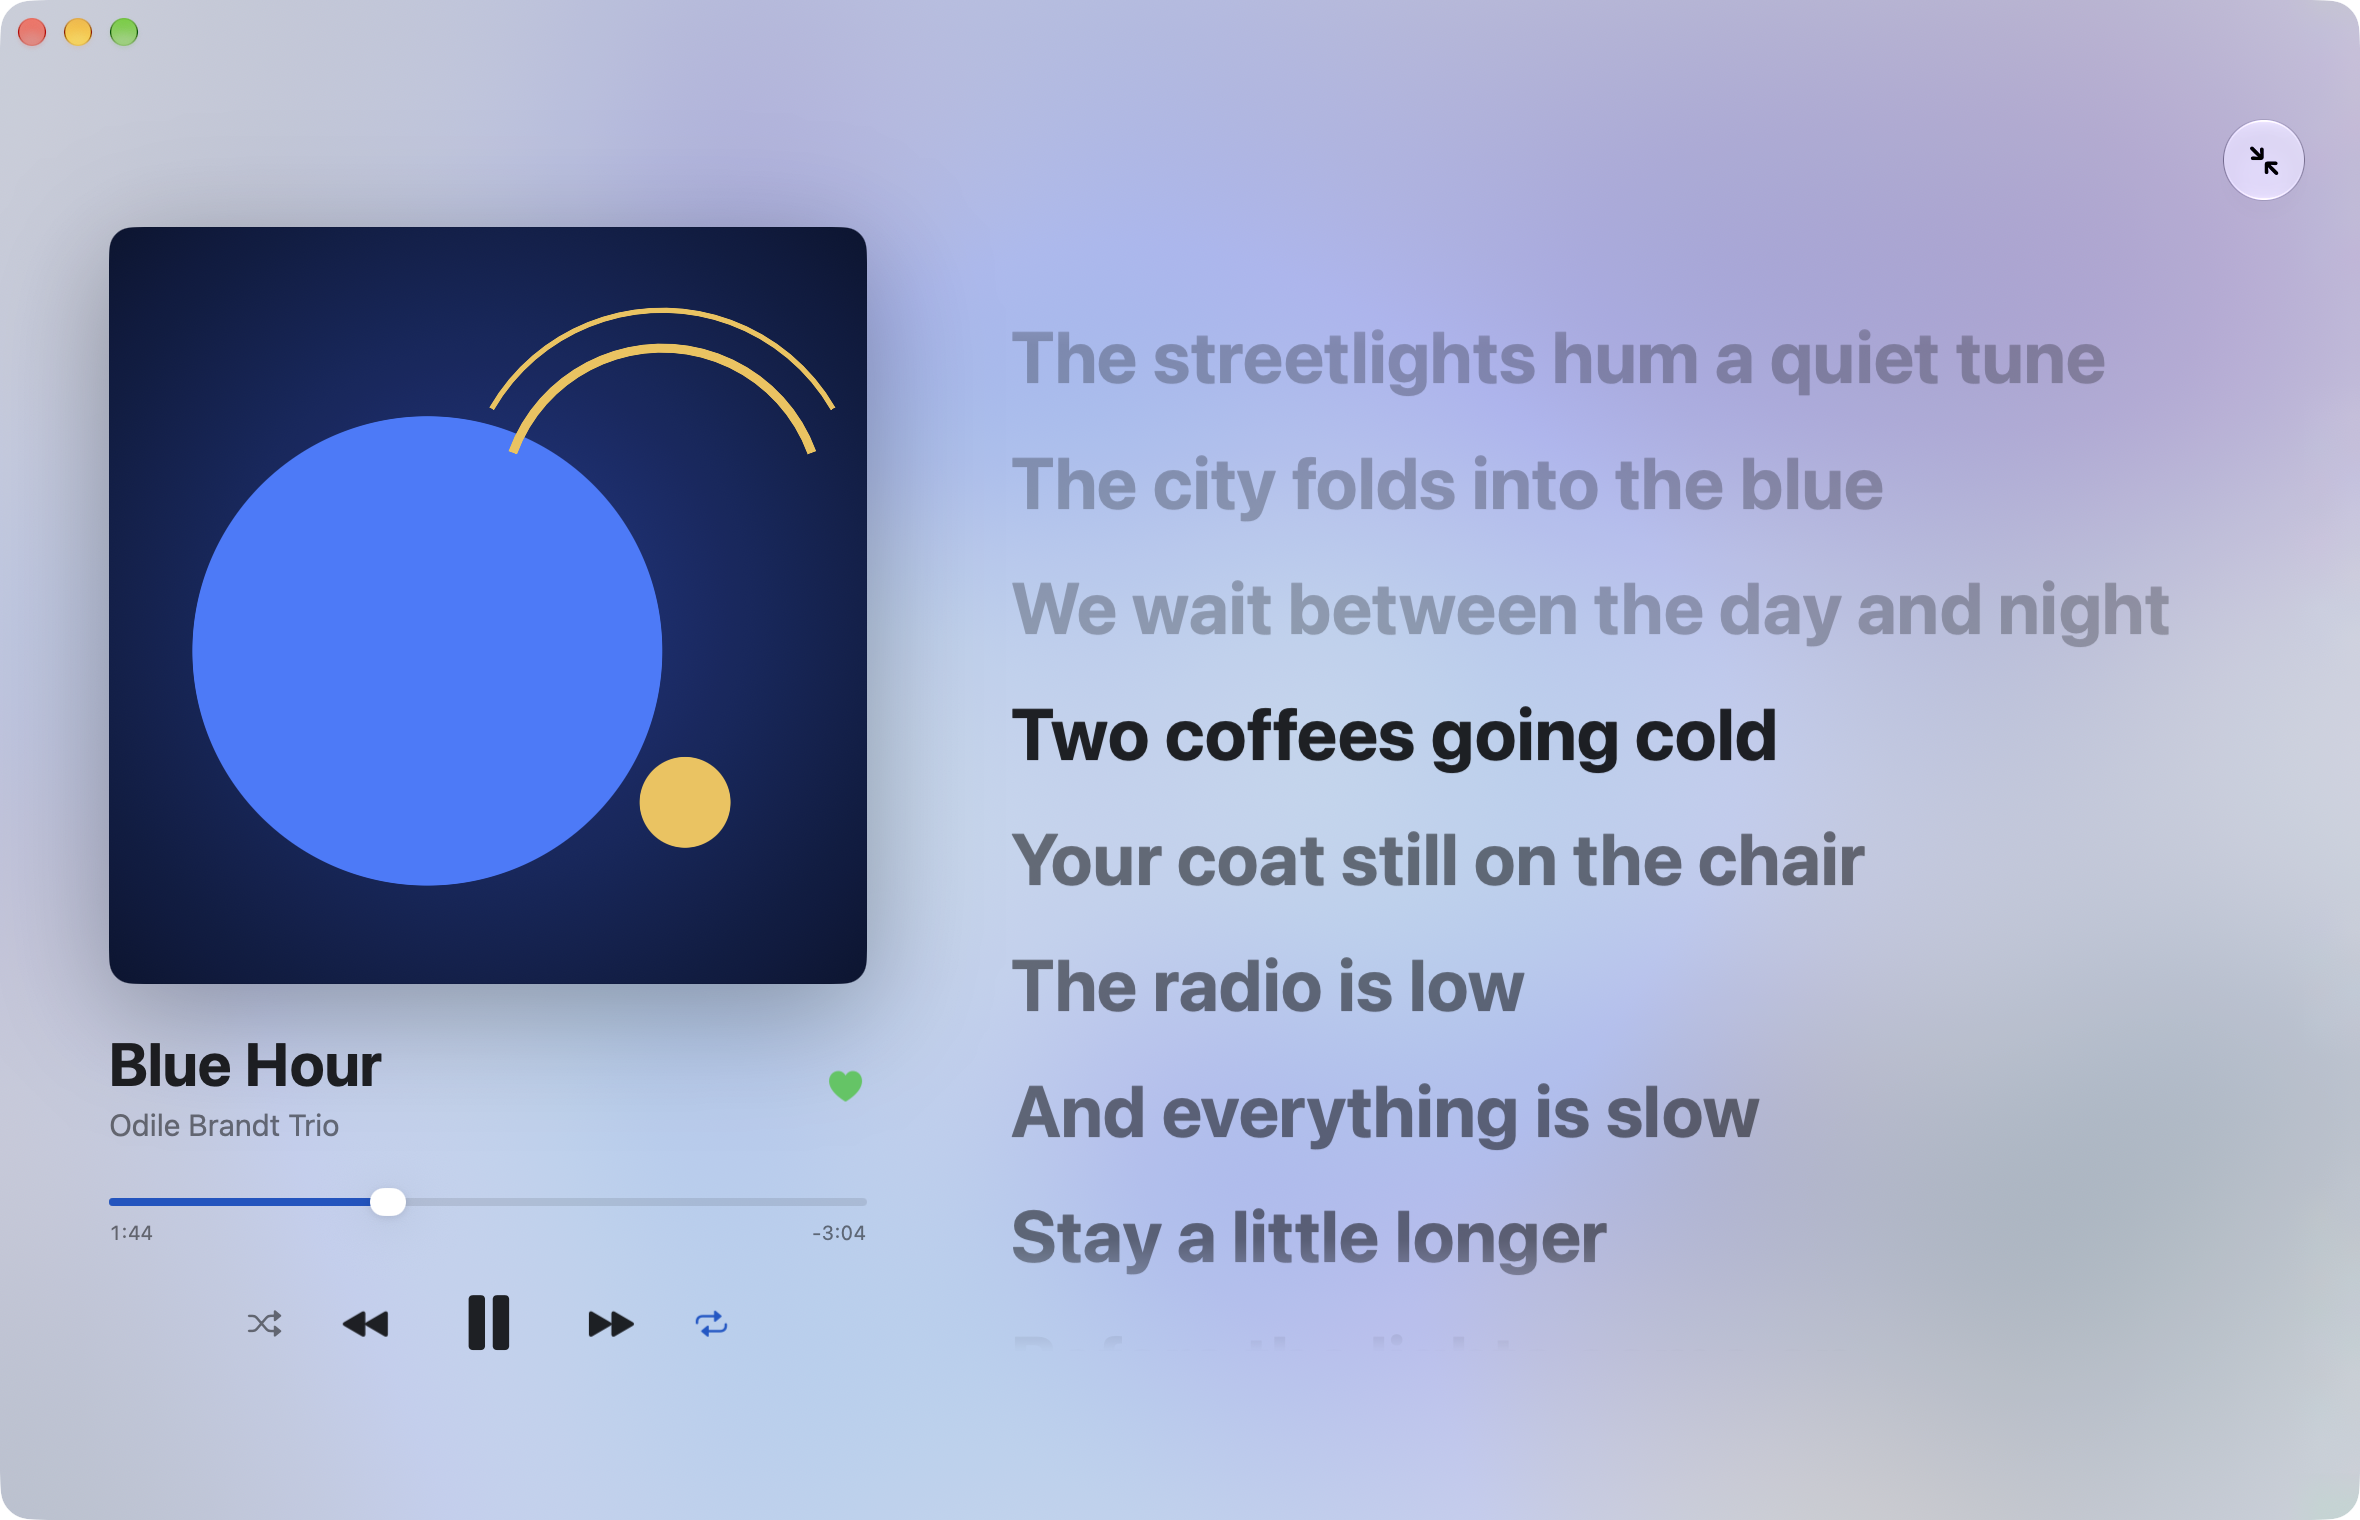 Blue Hour
Odile Brandt Trio
1:44
-3:04
The streetlights hum a quiet tune
The city folds into the blue
We wait between the day and night
Two coffees going cold
Your coat still on the chair
The radio is low
And everything is slow
Stay a little longer